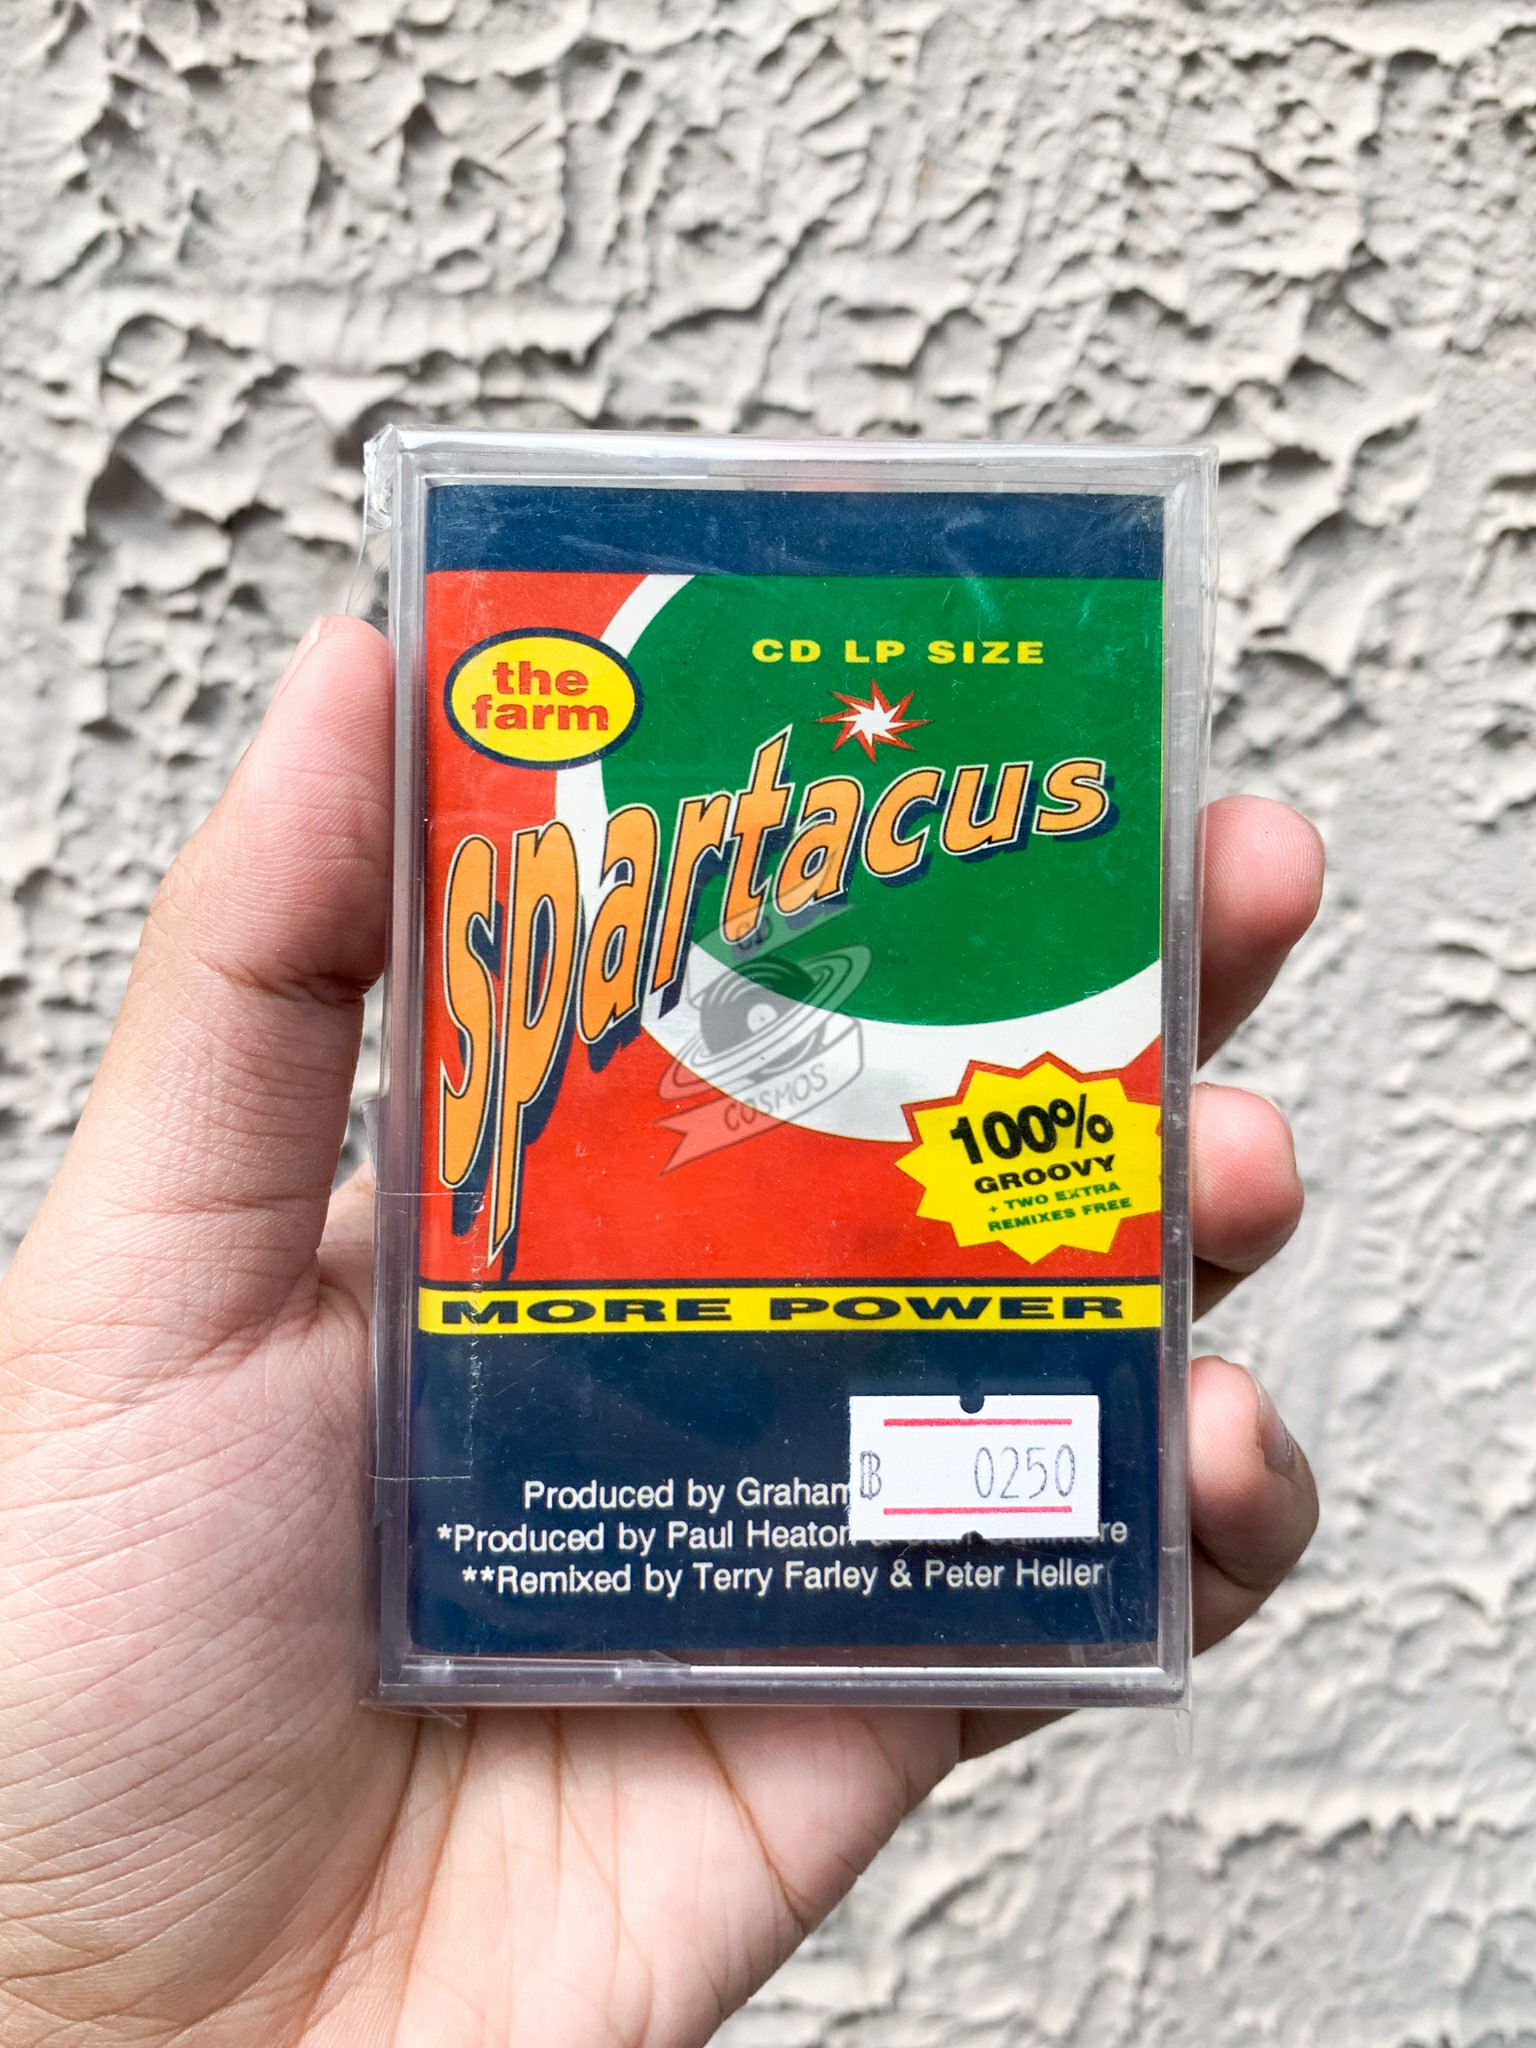 CD LP SIZE
the
farm
spartacus
CD
COSMOS
100%
GROOVY
+ TWO EXTRA
REMIXES FREE
MORE POWER
฿ 0250
Produced by Graham
*Produced by Paul Heaton &
**Remixed by Terry Farley & Peter Heller